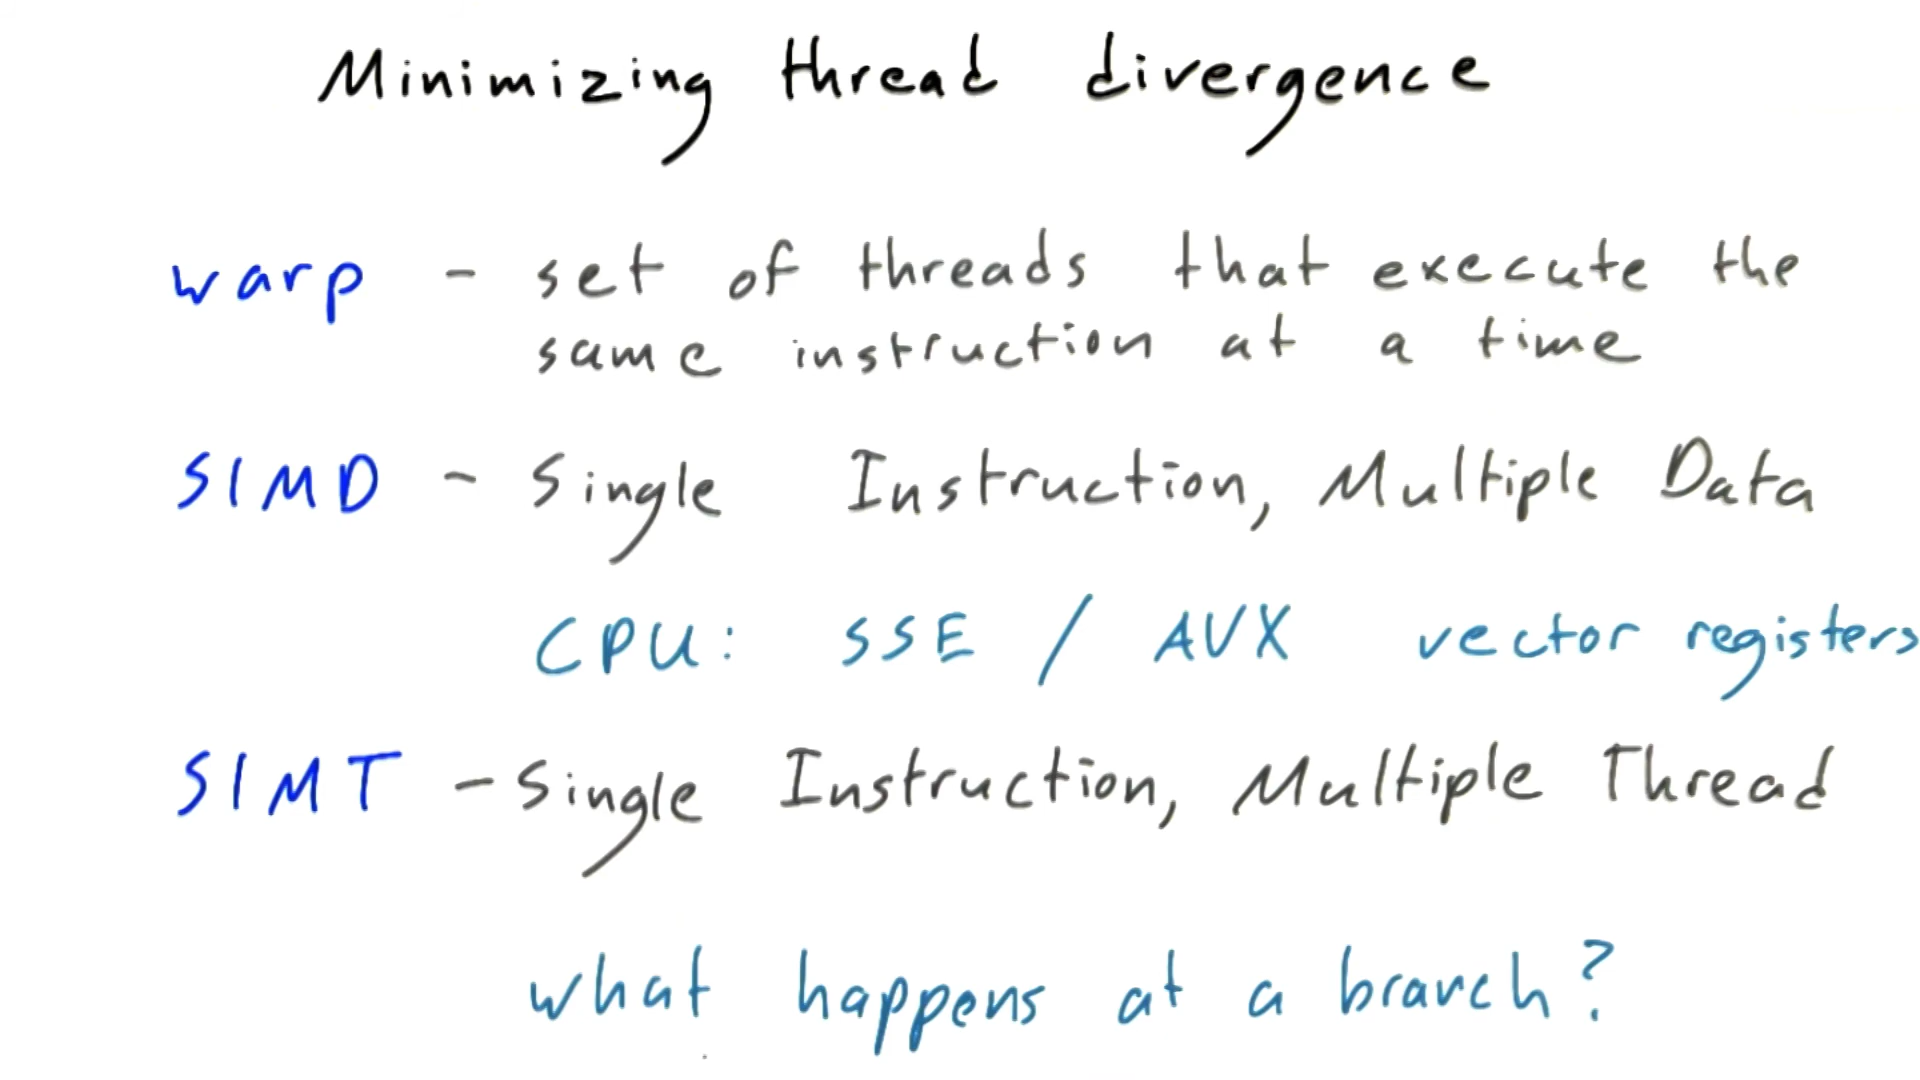 Minimizing thread divergence
warp - set of threads that execute the
same instruction at a time
SIMD - Single Instruction, Multiple Data
CPU: SSE / AVX vector registers
SIMT - Single Instruction, Multiple Thread
what happens at a branch?